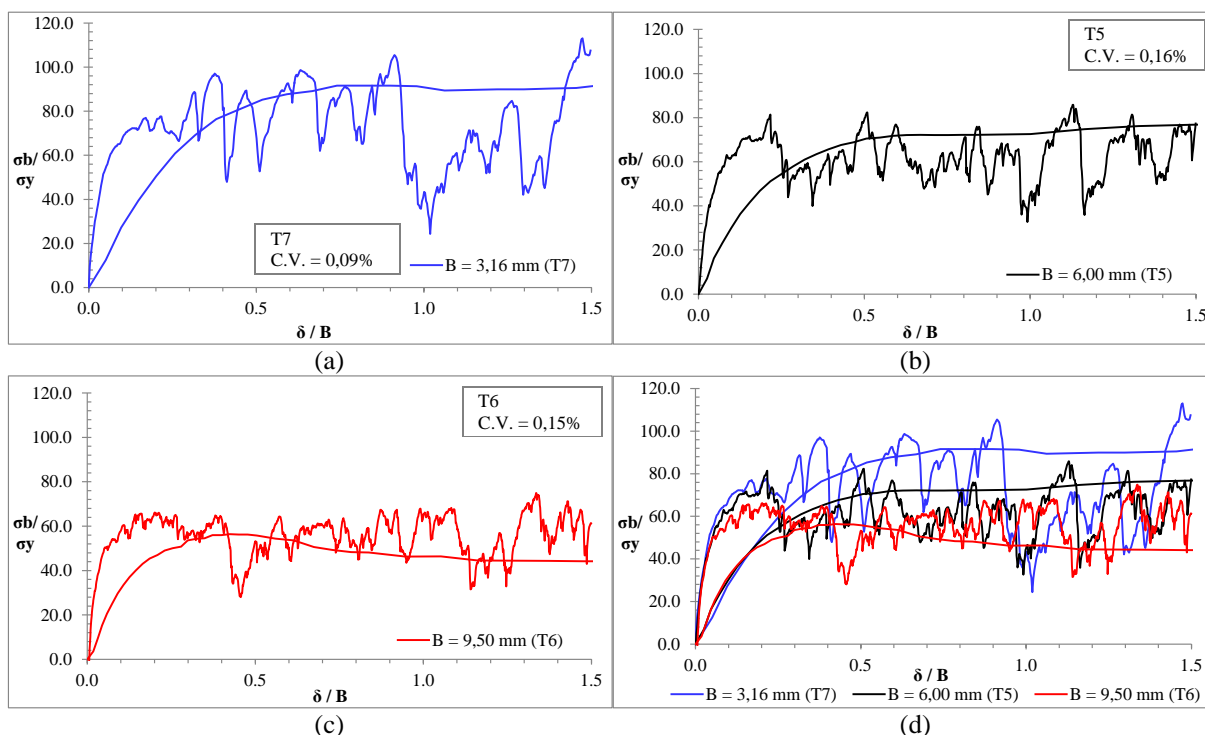 120.0
100.0
80.0
60.0
40.0
20.0
0.0
σb/
σy
T7
C.V. = 0,09%
B = 3,16 mm (T7)
0.0 0.5 1.0 1.5
δ / B
(a)
120.0
100.0
80.0
60.0
40.0
20.0
0.0
σb/
σy
T5
C.V. = 0,16%
B = 6,00 mm (T5)
0.0 0.5 1.0 1.5
δ / B
(b)
120.0
100.0
80.0
60.0
40.0
20.0
0.0
σb/
σy
T6
C.V. = 0,15%
B = 9,50 mm (T6)
0.0 0.5 1.0 1.5
δ / B
(c)
120.0
100.0
80.0
60.0
40.0
20.0
0.0
σb/
σy
0.0 0.5 1.0 1.5
δ / B
B = 3,16 mm (T7) B = 6,00 mm (T5) B = 9,50 mm (T6)
(d)